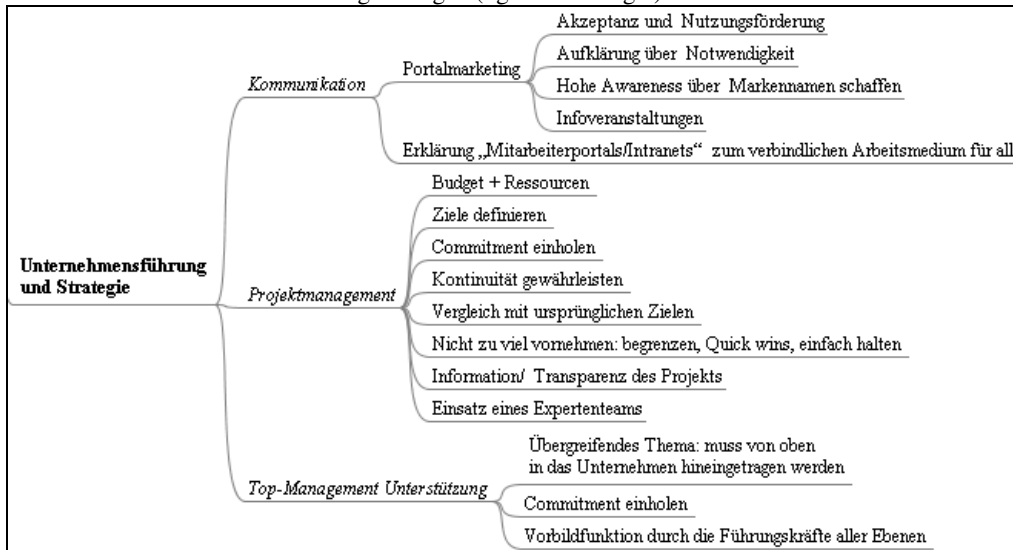 Akzeptanz und Nutzungsförderung
Aufklärung über Notwendigkeit
Portalmarketing
Kommunikation
Hohe Awareness über Markennamen schaffen
Infoveranstaltungen
Erklärung „Mitarbeiterportals/Intranets“ zum verbindlichen Arbeitsmedium für all
Budget + Ressourcen
Ziele definieren
Commitment einholen
Unternehmensführung
und Strategie
Kontinuität gewährleisten
Projektmanagement
Vergleich mit ursprünglichen Zielen
Nicht zu viel vornehmen: begrenzen, Quick wins, einfach halten
Information/ Transparenz des Projekts
Einsatz eines Expertenteams
Übergreifendes Thema: muss von oben
in das Unternehmen hineingetragen werden
Top-Management Unterstützung
Commitment einholen
Vorbildfunktion durch die Führungskräfte aller Ebenen